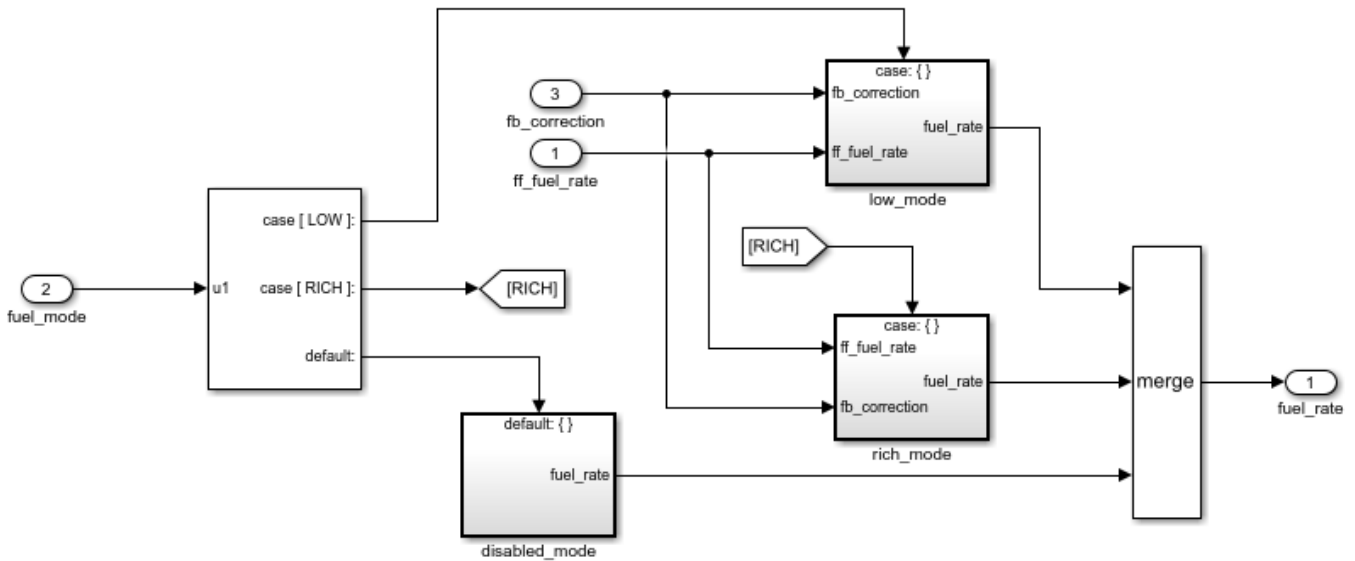 case: { }
3
fb_correction
fb_correction
fuel_rate
1
ff_fuel_rate
ff_fuel_rate
low_mode
case [ LOW ]:
[RICH]
2
fuel_mode
u1
case [ RICH ]:
[RICH]
default:
case: { }
ff_fuel_rate
fuel_rate
fb_correction
rich_mode
merge
1
fuel_rate
default: { }
fuel_rate
disabled_mode